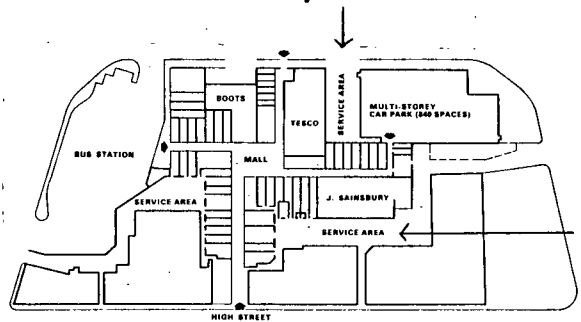 BOOTS
TESCO
SERVICE AREA
MULTI-STOREY
CAR PARK (840 SPACES)
BUS STATION
MALL
J. SAINSBURY
SERVICE AREA
SERVICE AREA
HIGH STREET